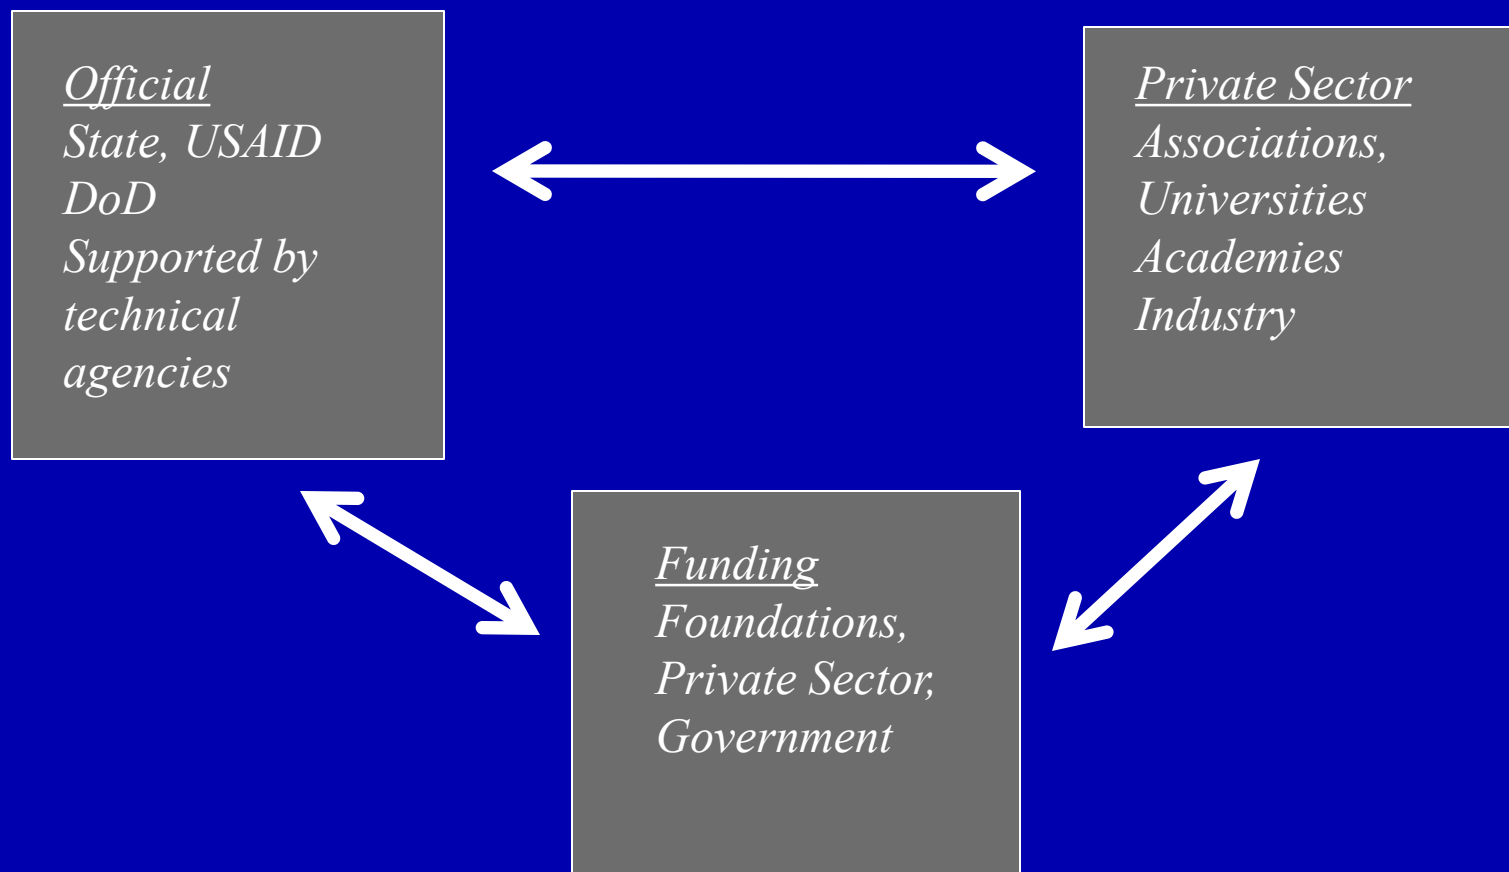 Official
State, USAID
DoD
Supported by
technical
agencies
Private Sector
Associations,
Universities
Academies
Industry
Funding
Foundations,
Private Sector,
Government